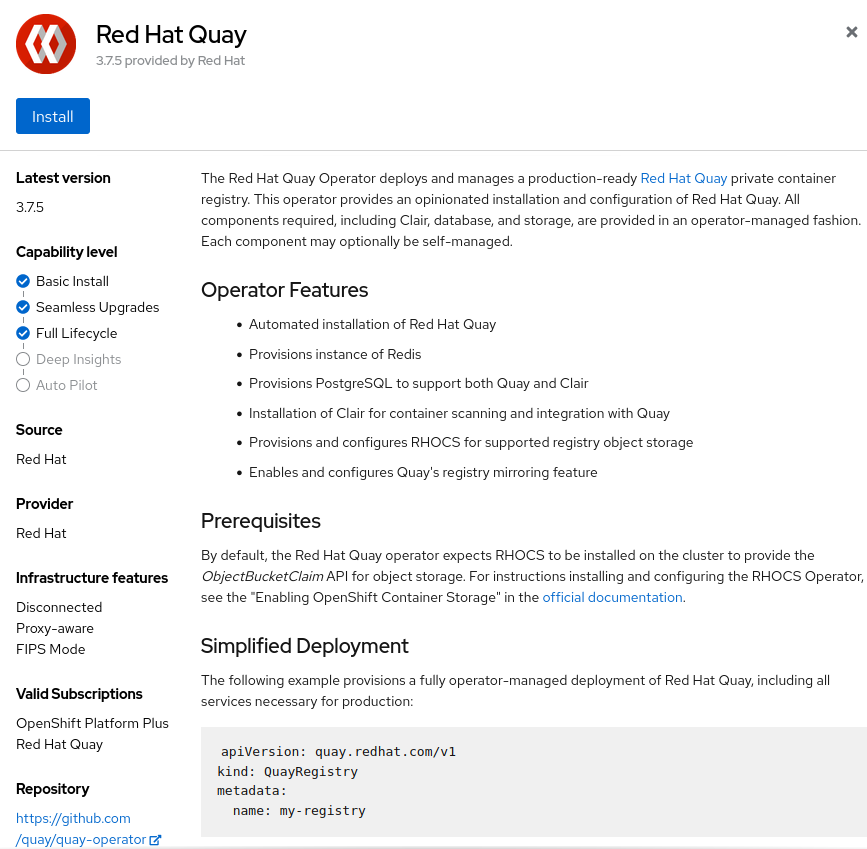 Red Hat Quay
3.7.5 provided by Red Hat
Install
Latest version
3.7.5
Capability level
Basic Install
Seamless Upgrades
Full Lifecycle
Deep Insights
Auto Pilot
Source
Red Hat
Provider
Red Hat
Infrastructure features
Disconnected
Proxy-aware
FIPS Mode
Valid Subscriptions
OpenShift Platform Plus
Red Hat Quay
Repository
https://github.com
/quay/quay-operator
The Red Hat Quay Operator deploys and manages a production-ready Red Hat Quay private container
registry. This operator provides an opinionated installation and configuration of Red Hat Quay. All
components required, including Clair, database, and storage, are provided in an operator-managed fashion.
Each component may optionally be self-managed.
Operator Features
• Automated installation of Red Hat Quay
• Provisions instance of Redis
• Provisions PostgreSQL to support both Quay and Clair
• Installation of Clair for container scanning and integration with Quay
• Provisions and configures RHOCS for supported registry object storage
• Enables and configures Quay's registry mirroring feature
Prerequisites
By default, the Red Hat Quay operator expects RHOCS to be installed on the cluster to provide the
ObjectBucketClaim API for object storage. For instructions installing and configuring the RHOCS Operator,
see the "Enabling OpenShift Container Storage" in the official documentation.
Simplified Deployment
The following example provisions a fully operator-managed deployment of Red Hat Quay, including all
services necessary for production:
apiVersion: quay.redhat.com/v1
kind: QuayRegistry
metadata:
  name: my-registry